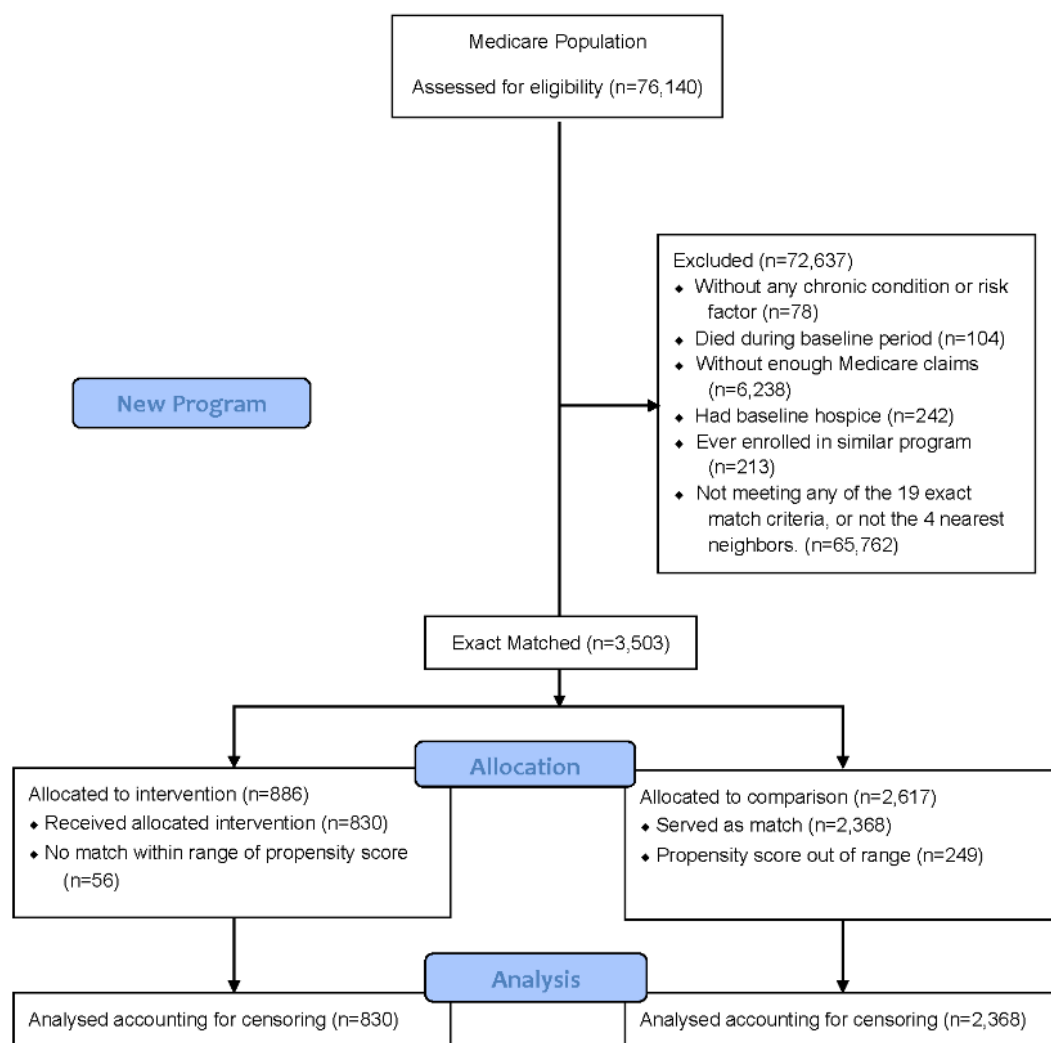 Medicare Population
Assessed for eligibility (n=76,140)
Excluded (n=72,637)
⬥ Without any chronic condition or risk
factor (n=78)
⬥ Died during baseline period (n=104)
⬥ Without enough Medicare claims
(n=6,238)
⬥ Had baseline hospice (n=242)
⬥ Ever enrolled in similar program
(n=213)
⬥ Not meeting any of the 19 exact
match criteria, or not the 4 nearest
neighbors. (n=65,762)
New Program
Exact Matched (n=3,503)
Allocation
Allocated to intervention (n=886)
⬥ Received allocated intervention (n=830)
⬥ No match within range of propensity score
(n=56)
Allocated to comparison (n=2,617)
⬥ Served as match (n=2,368)
⬥ Propensity score out of range (n=249)
Analysis
Analysed accounting for censoring (n=830)
Analysed accounting for censoring (n=2,368)